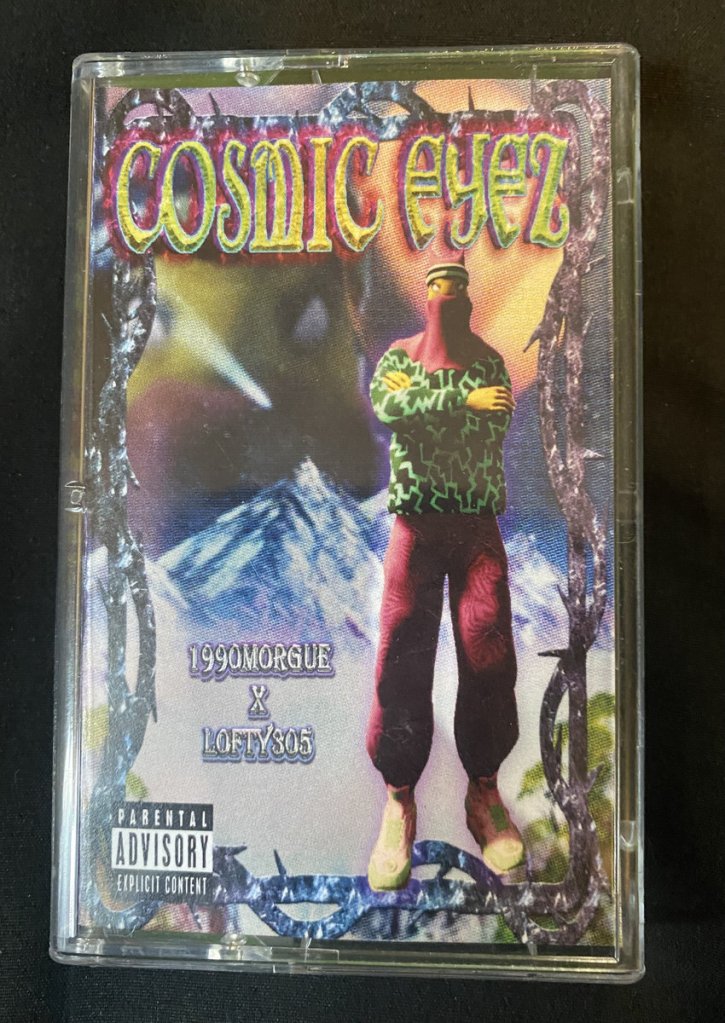 COSMIC EYEZ
1990MORGUE
X
LOFTY305
PARENTAL
ADVISORY
EXPLICIT CONTENT